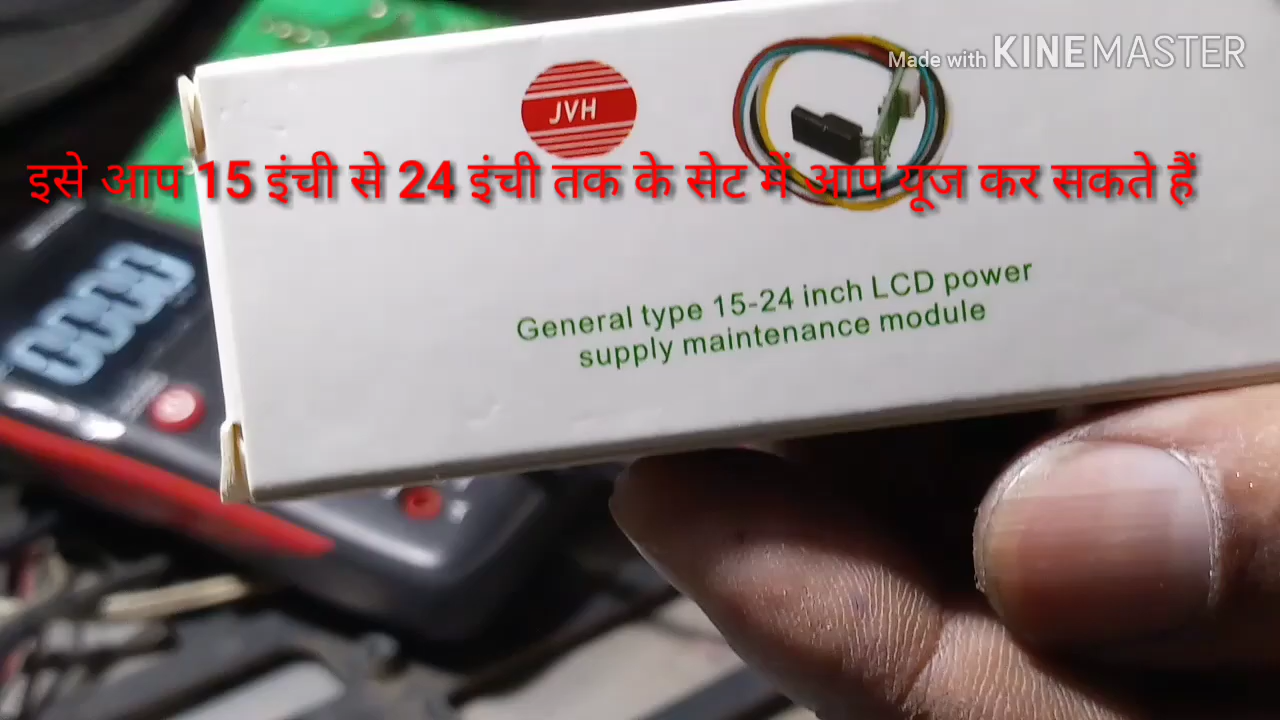 Made with KINEMASTER
JVH
इसे आप 15 इंची से 24 इंची तक के सेट में आप यूज कर सकते हैं
General type 15-24 inch LCD power
supply maintenance module